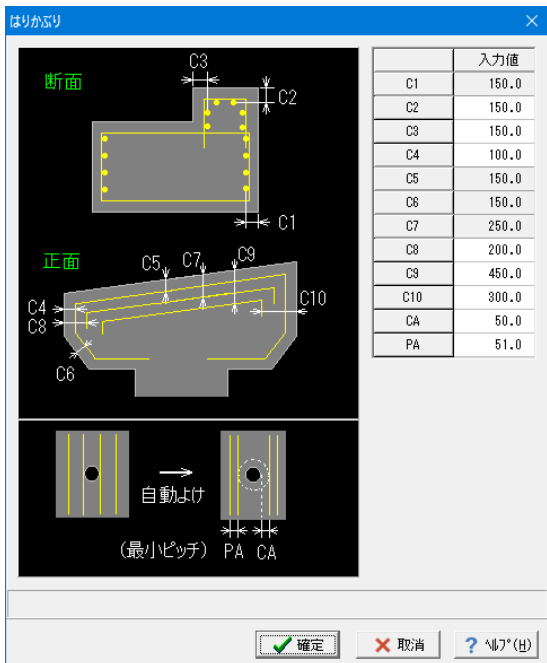 はりかぶり
断面
C3
C2
C1
正面
C5 C7 C9
C4
C10
C8
C6
自動よけ
(最小ピッチ) PA CA
入力値
C1 150.0
C2 150.0
C3 150.0
C4 100.0
C5 150.0
C6 150.0
C7 250.0
C8 200.0
C9 450.0
C10 300.0
CA 50.0
PA 51.0
確定 取消 ? ﾍﾙﾌﾟ(H)